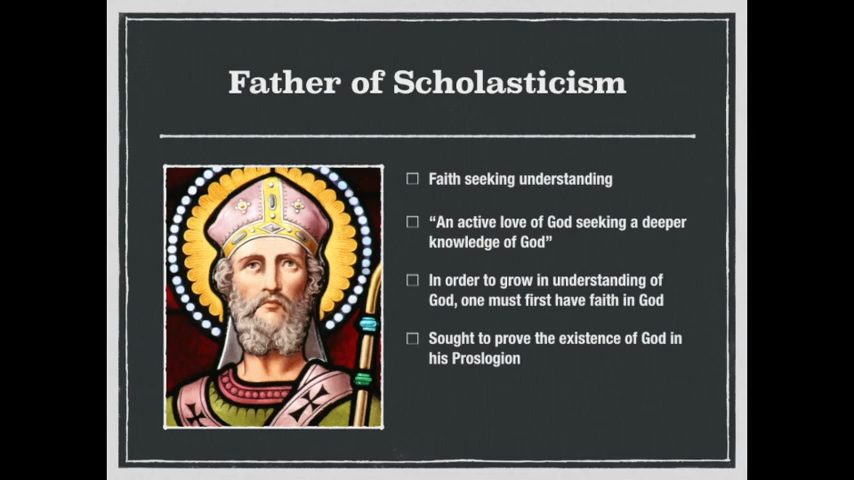 Father of Scholasticism
Faith seeking understanding
“An active love of God seeking a deeper
knowledge of God”
In order to grow in understanding of
God, one must first have faith in God
Sought to prove the existence of God in
his Proslogion